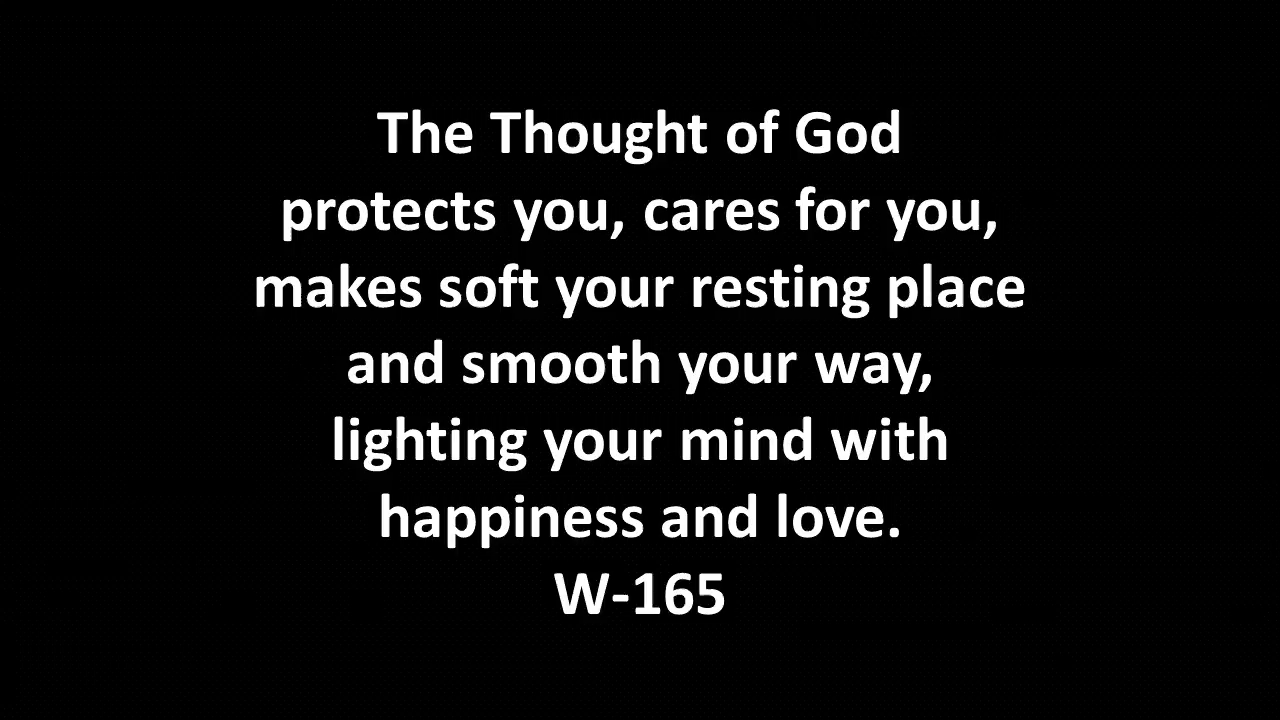 The Thought of God
protects you, cares for you,
makes soft your resting place
and smooth your way,
lighting your mind with
happiness and love.
W-165